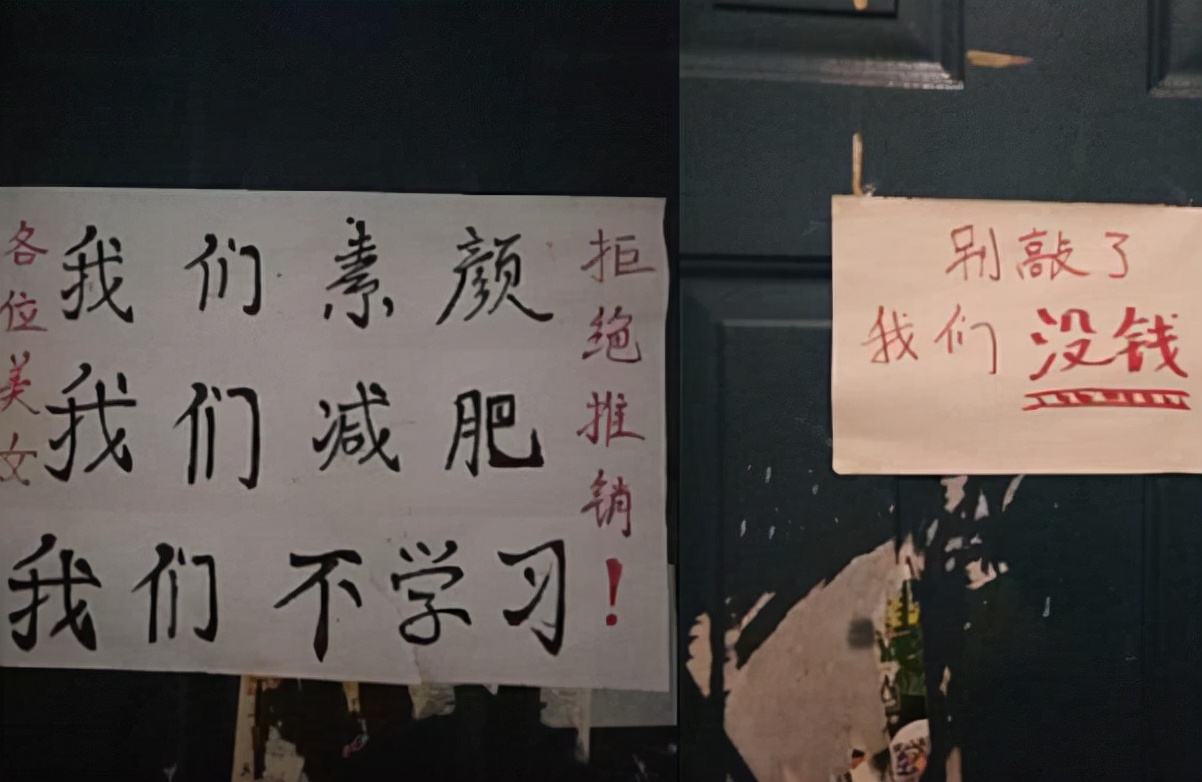 各位美女
我们素颜
我们减肥
我们不学习
拒绝推销！
别敲了
我们没钱